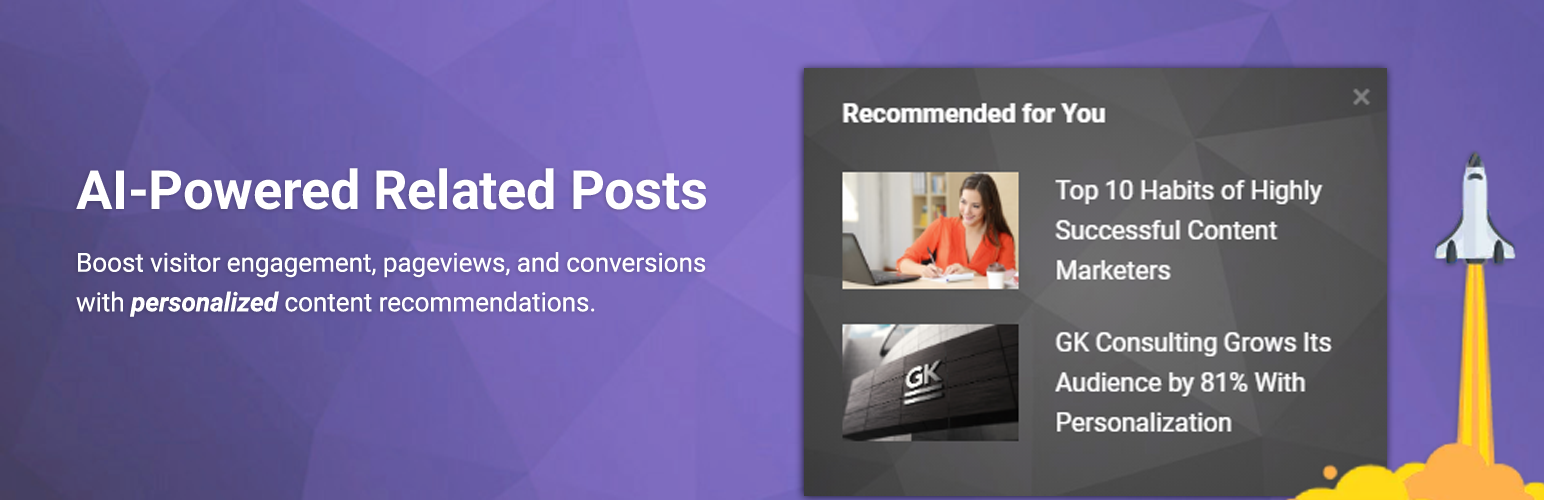 AI-Powered Related Posts
Boost visitor engagement, pageviews, and conversions
with personalized content recommendations.
Recommended for You
Top 10 Habits of Highly
Successful Content
Marketers
GK
GK Consulting Grows Its
Audience by 81% With
Personalization